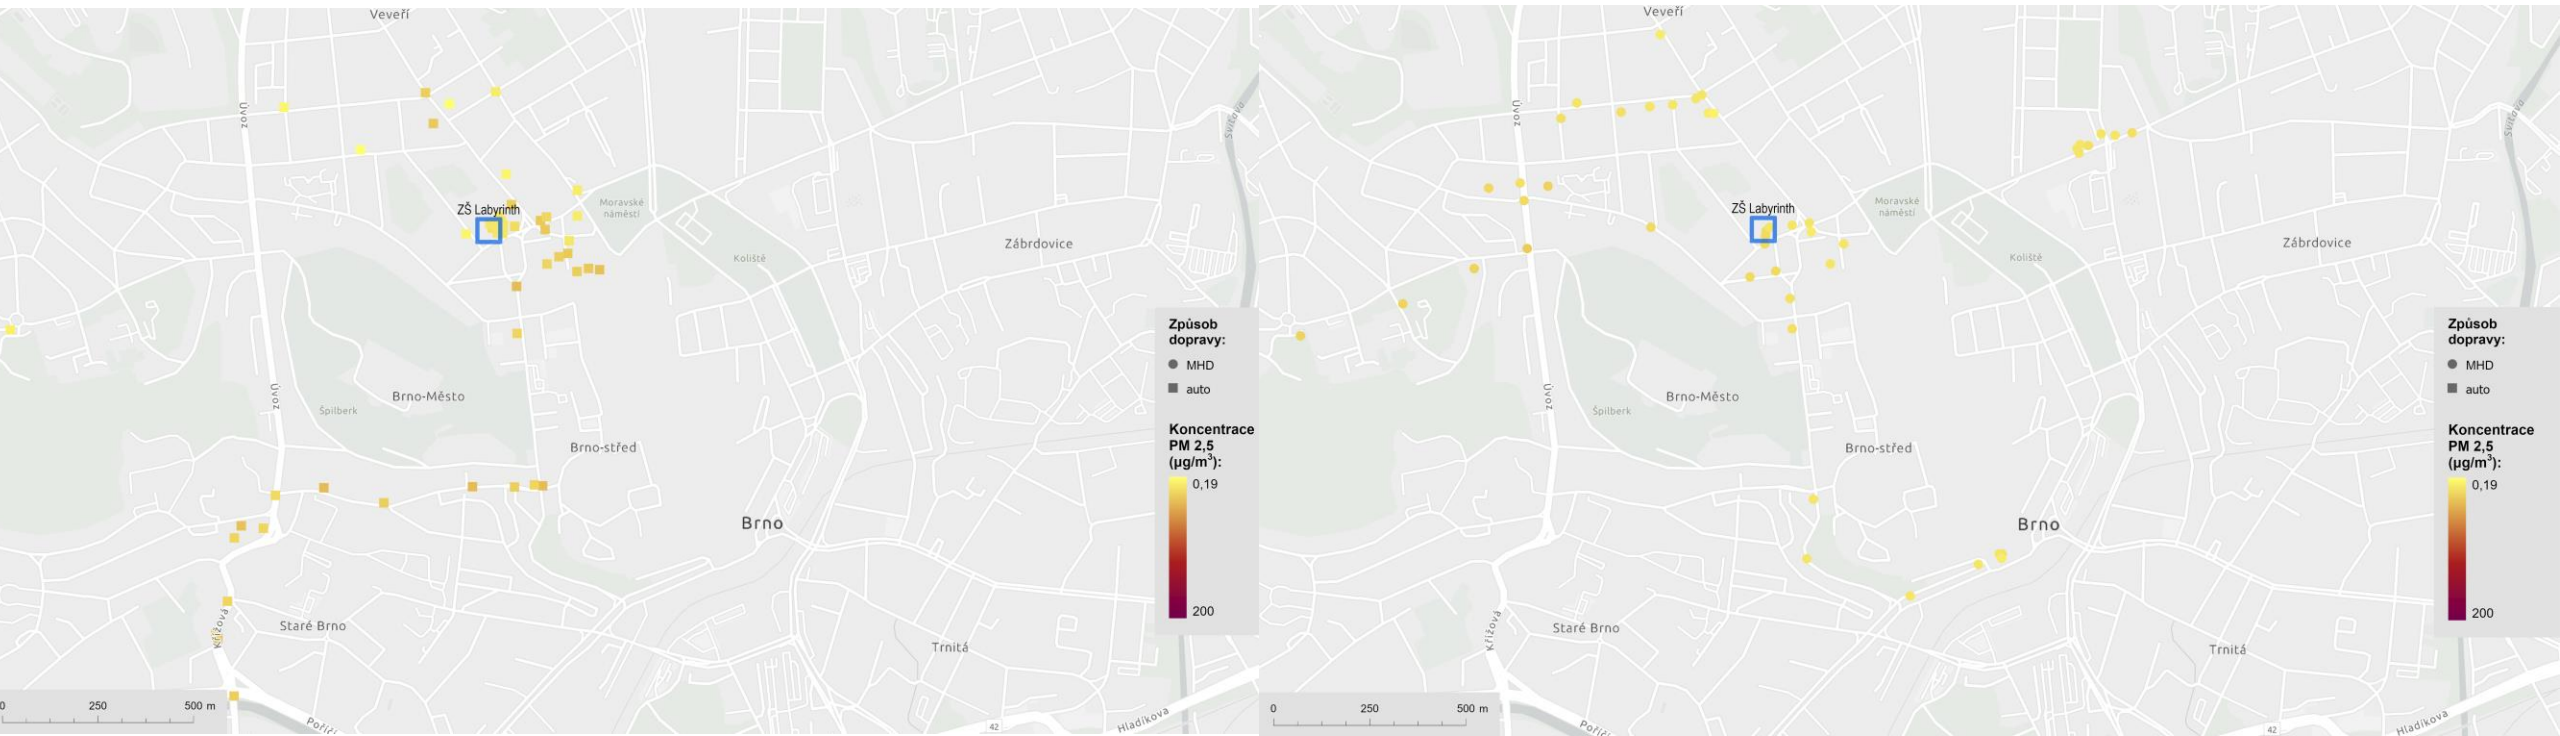 Veveří
Úvoz
ZŠ Labyrinth
Moravské
náměstí
Koliště
Zábrdovice
Svitava
Úvoz
Brno-Město
Špilberk
Brno-střed
Brno
Křížová
Staré Brno
Trnitá
Poříčí
Hladíkova
42
0 250 500 m
Způsob
dopravy:
MHD
auto
Koncentrace
PM 2,5
(µg/m³):
0,19
200
Veveří
Úvoz
ZŠ Labyrinth
Moravské
náměstí
Koliště
Zábrdovice
Svitava
Úvoz
Brno-Město
Špilberk
Brno-střed
Brno
Křížová
Staré Brno
Trnitá
Poříčí
Hladíkova
42
0 250 500 m
Způsob
dopravy:
MHD
auto
Koncentrace
PM 2,5
(µg/m³):
0,19
200